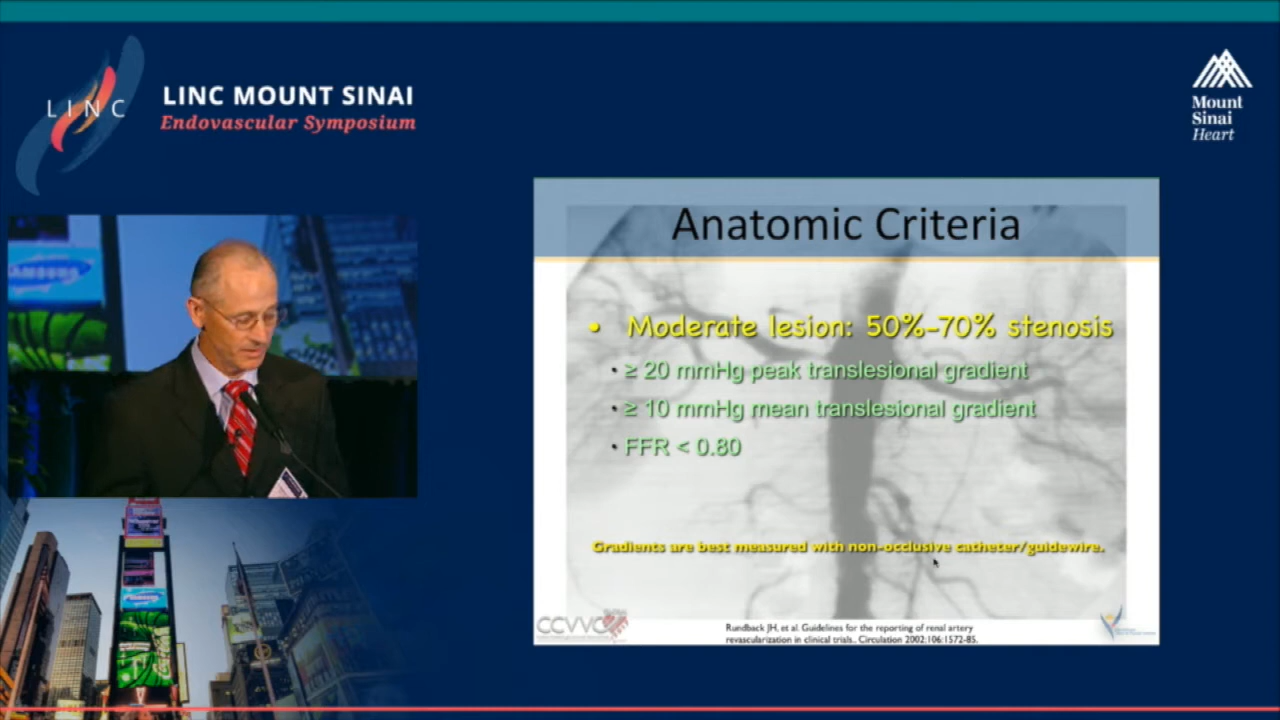 LINC
LINC MOUNT SINAI
Endovascular Symposium
Mount
Sinai
Heart
SAMSUNG
Anatomic Criteria
• Moderate lesion: 50%-70% stenosis
• ≥ 20 mmHg peak translesional gradient
• ≥ 10 mmHg mean translesional gradient
• FFR < 0.80
Gradients are best measured with non-occlusive catheter/guidewire.
CCVVC
Rundback JH, et al. Guidelines for the reporting of renal artery
revascularization in clinical trials.. Circulation 2002;106:1572-85.